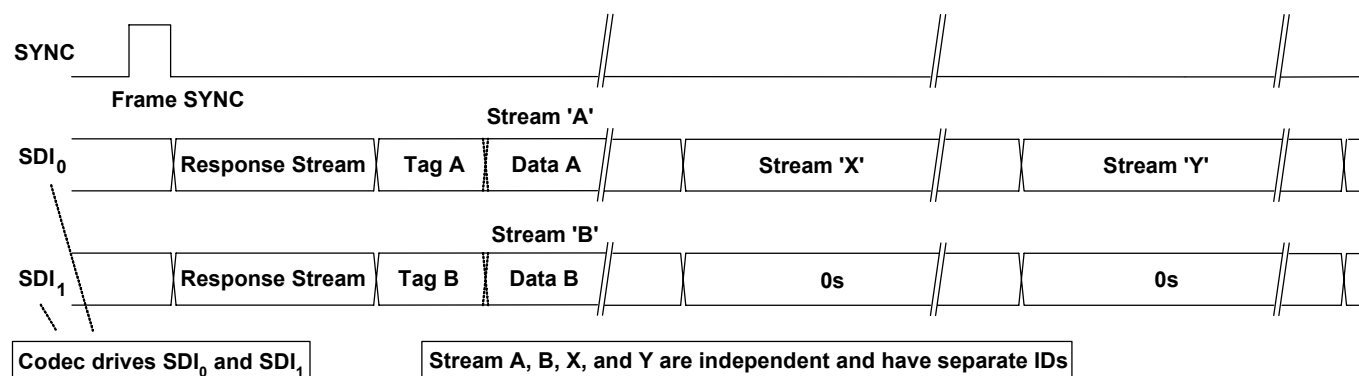 SYNC
Frame SYNC
Stream 'A'
SDI0 Response Stream Tag A Data A Stream 'X' Stream 'Y'
Stream 'B'
SDI1 Response Stream Tag B Data B 0s 0s
Codec drives SDI0 and SDI1 Stream A, B, X, and Y are independent and have separate IDs